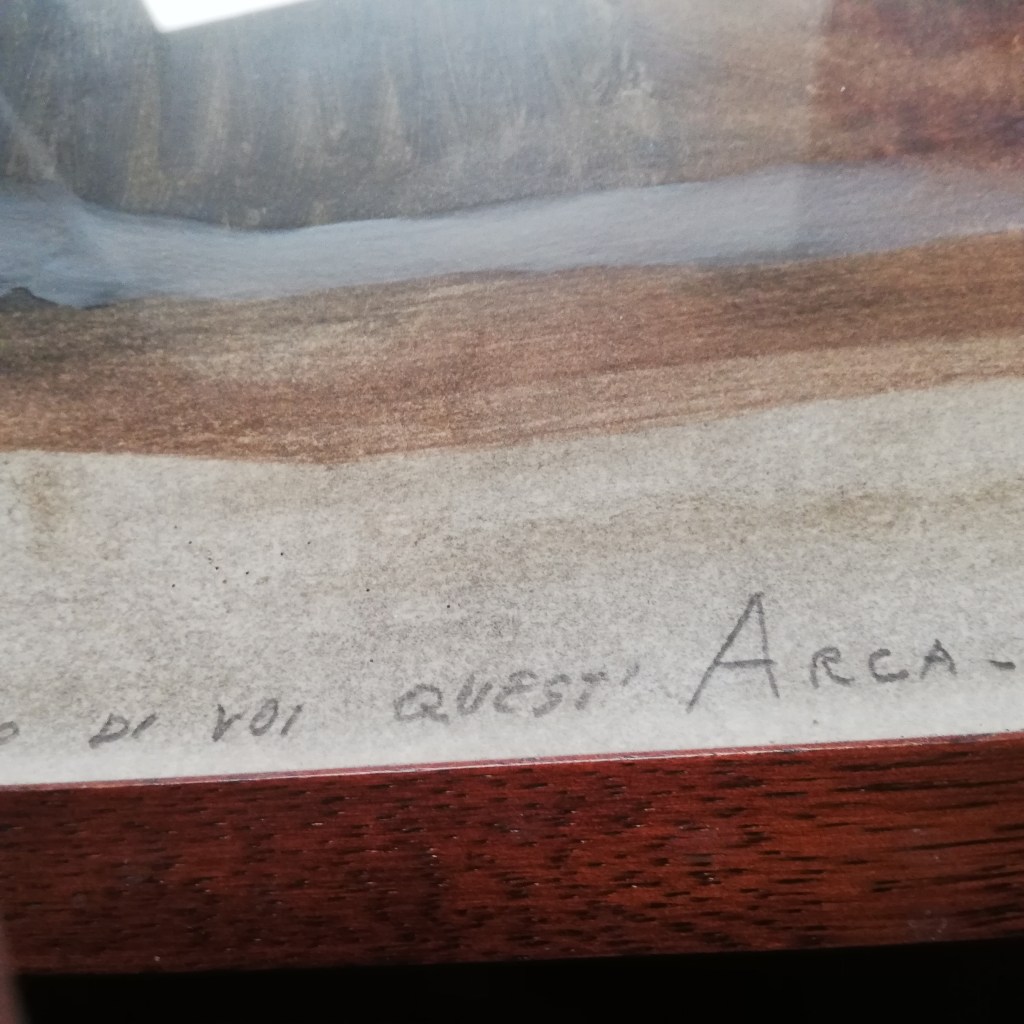 O DI VOI QUEST' ARCA-